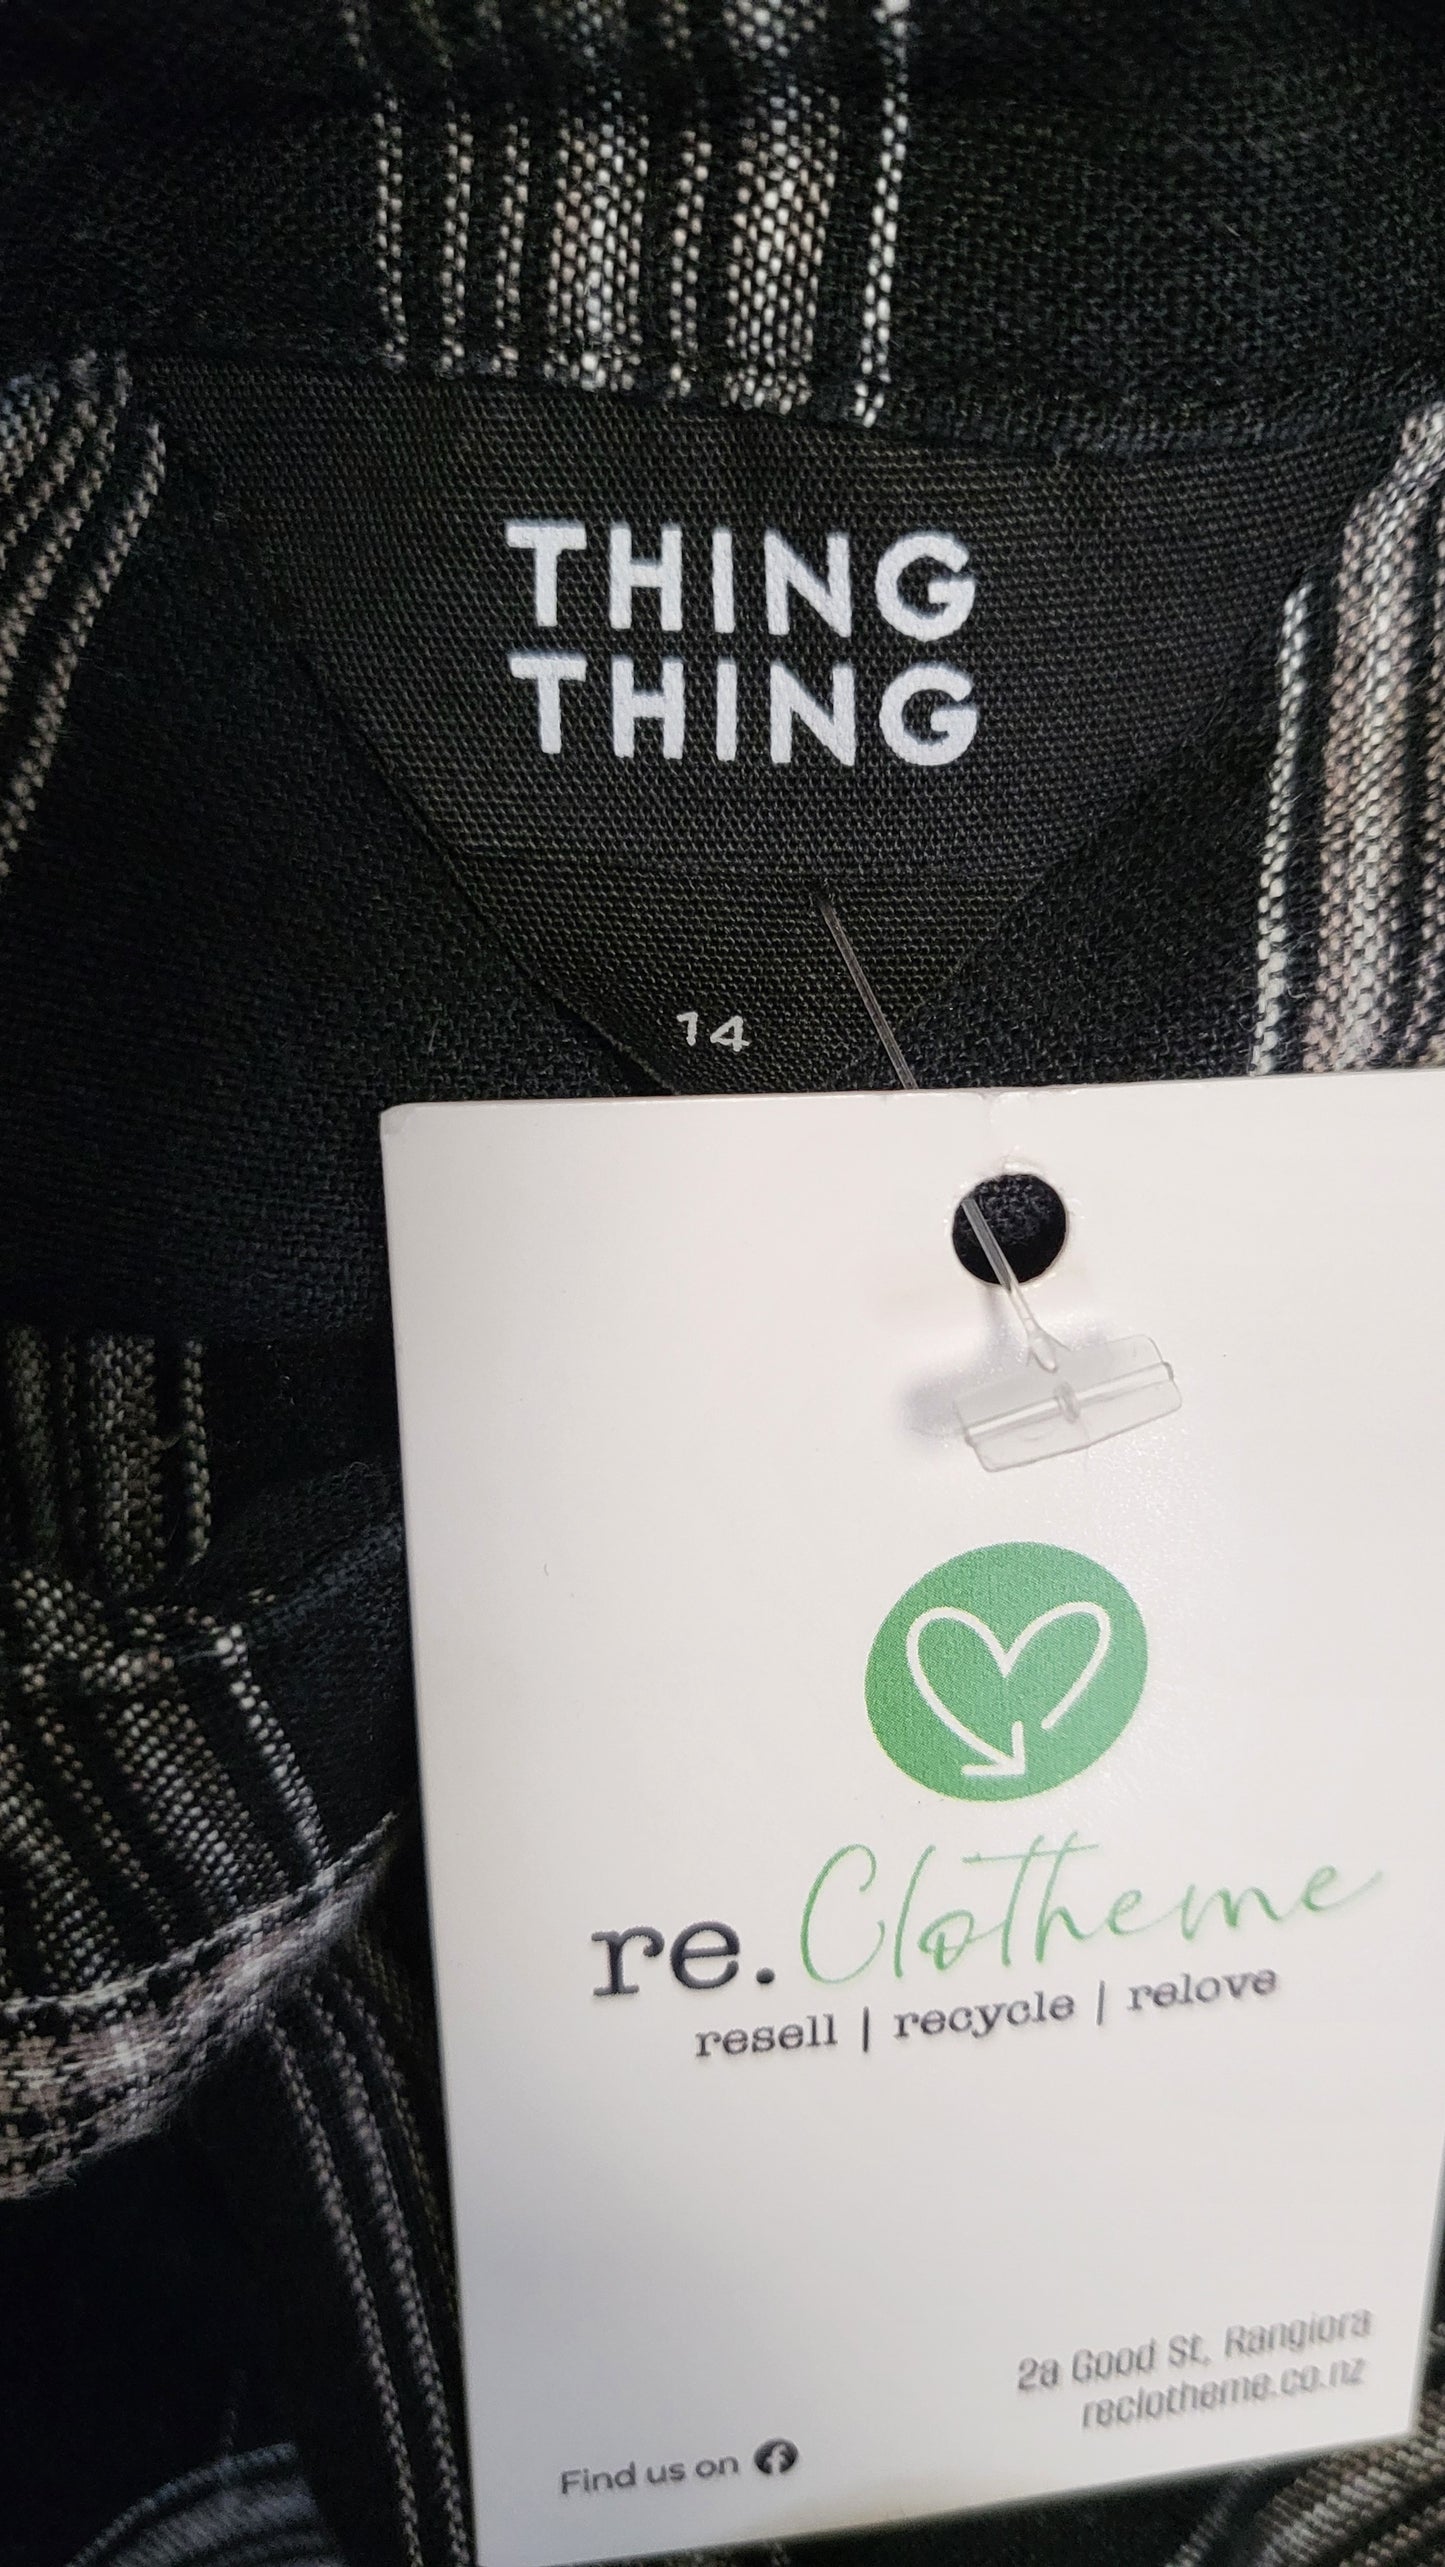 THING
THING
14
re.Clotheme
resell | recycle | relove
2a Good St, Rangiora
reclotheme.co.nz
Find us on